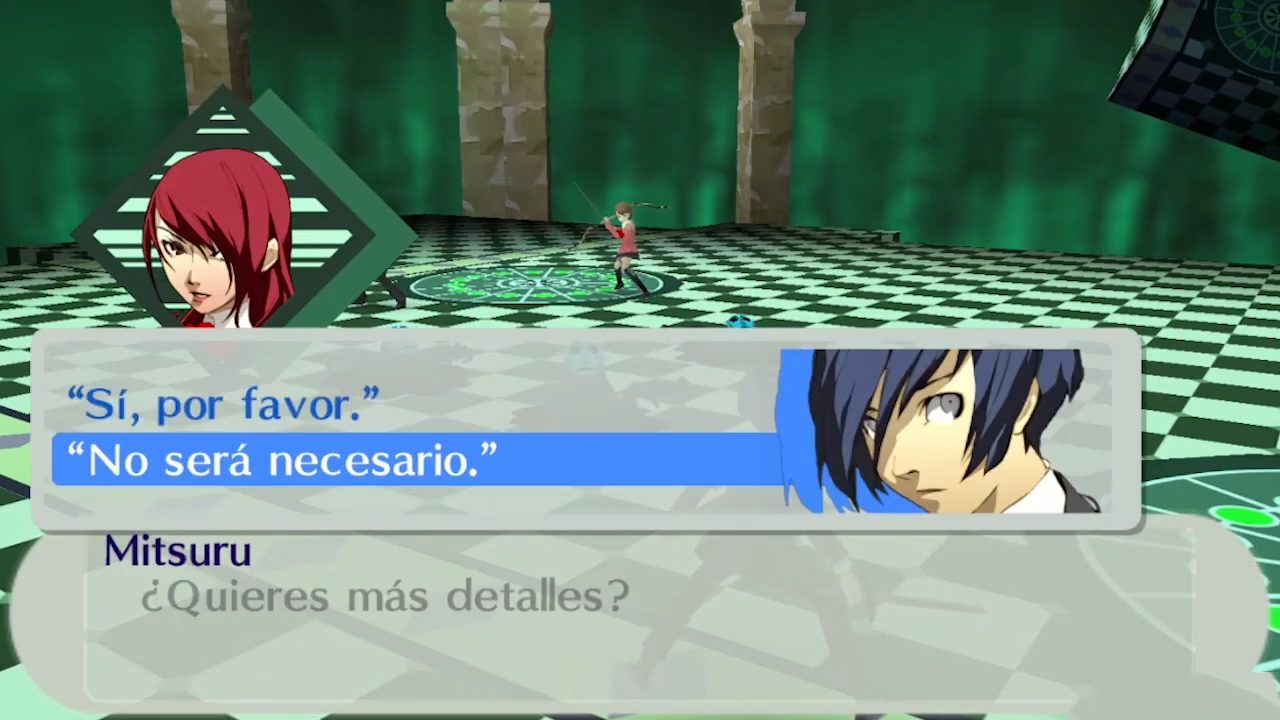 “Sí, por favor.”
“No será necesario.”
Mitsuru
¿Quieres más detalles?